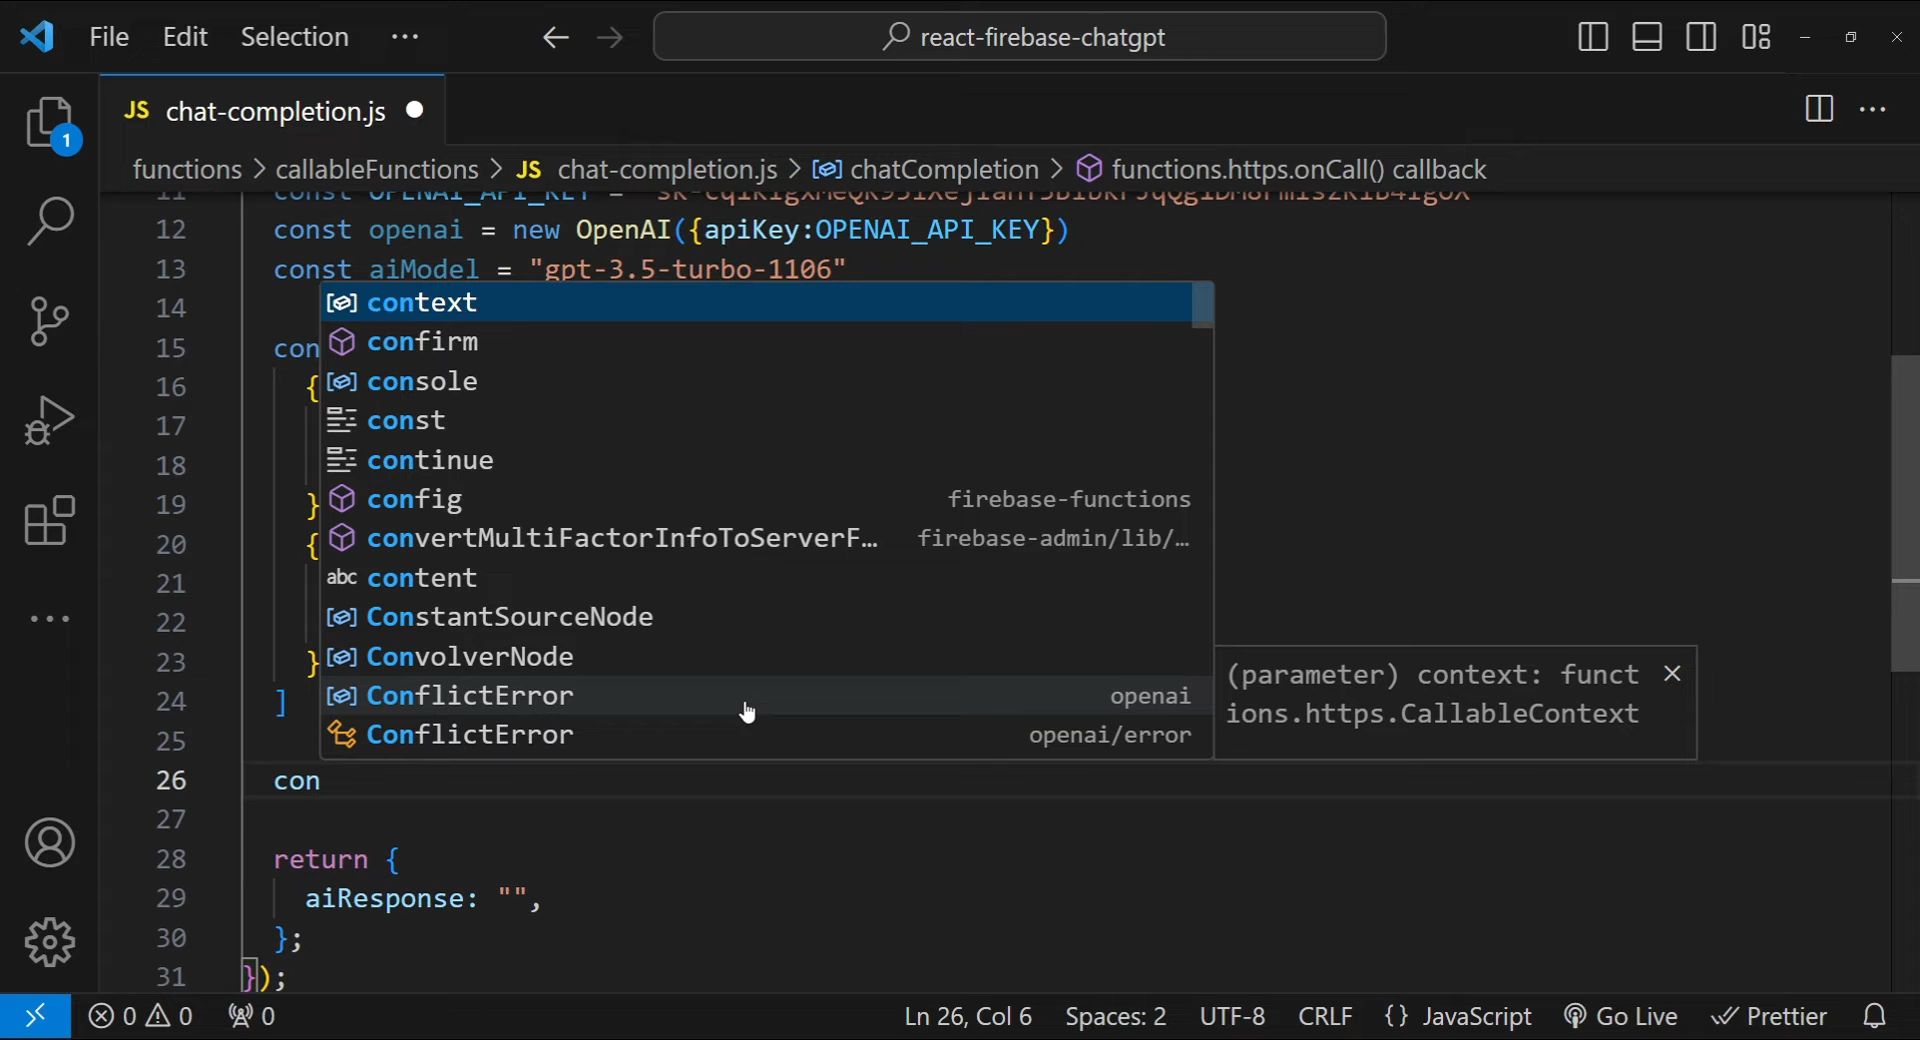 File Edit Selection ··· react-firebase-chatgpt
JS chat-completion.js
1
functions > callableFunctions > JS chat-completion.js > chatCompletion > functions.https.onCall() callback
11 const OPENAI_API_KEY =
12 const openai = new OpenAI({apiKey:OPENAI_API_KEY})
13 const aiModel = "gpt-3.5-turbo-1106"
14 context
confirm
15 con
console
16 {
const
17
continue
18
config firebase-functions
19 }
convertMultiFactorInfoToServerF… firebase-admin/lib/…
20 {
abc content
21
ConstantSourceNode
22
ConvolverNode
23 }
ConflictError openai
24 ]
ConflictError openai/error
25
(parameter) context: funct
ions.https.CallableContext
26 con
27
28 return {
29 aiResponse: "",
30 };
31 });
0 0 0 Ln 26, Col 6 Spaces: 2 UTF-8 CRLF {} JavaScript Go Live Prettier